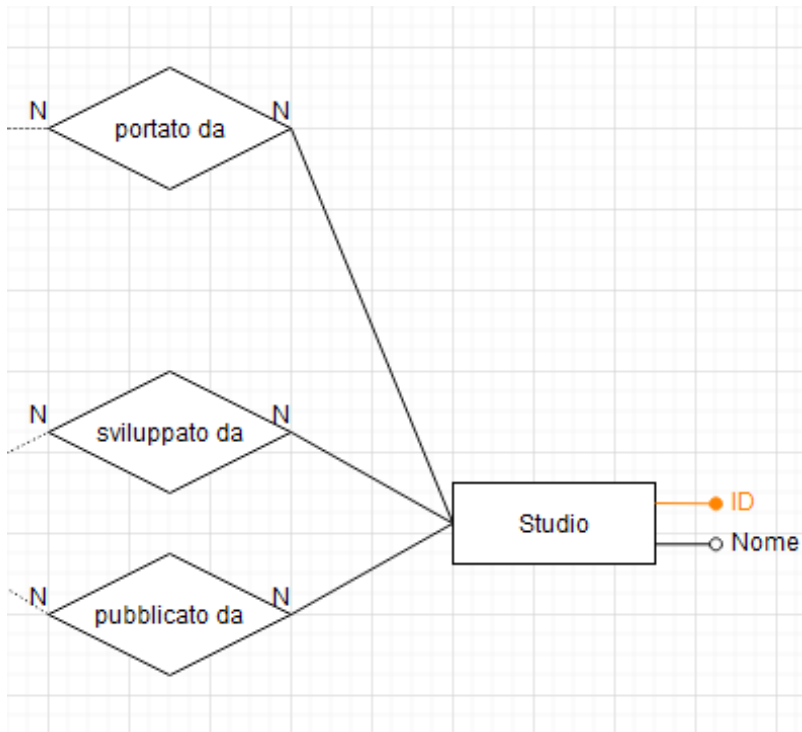 N
N
portato da
N
N
sviluppato da
ID
Studio
Nome
N
N
pubblicato da